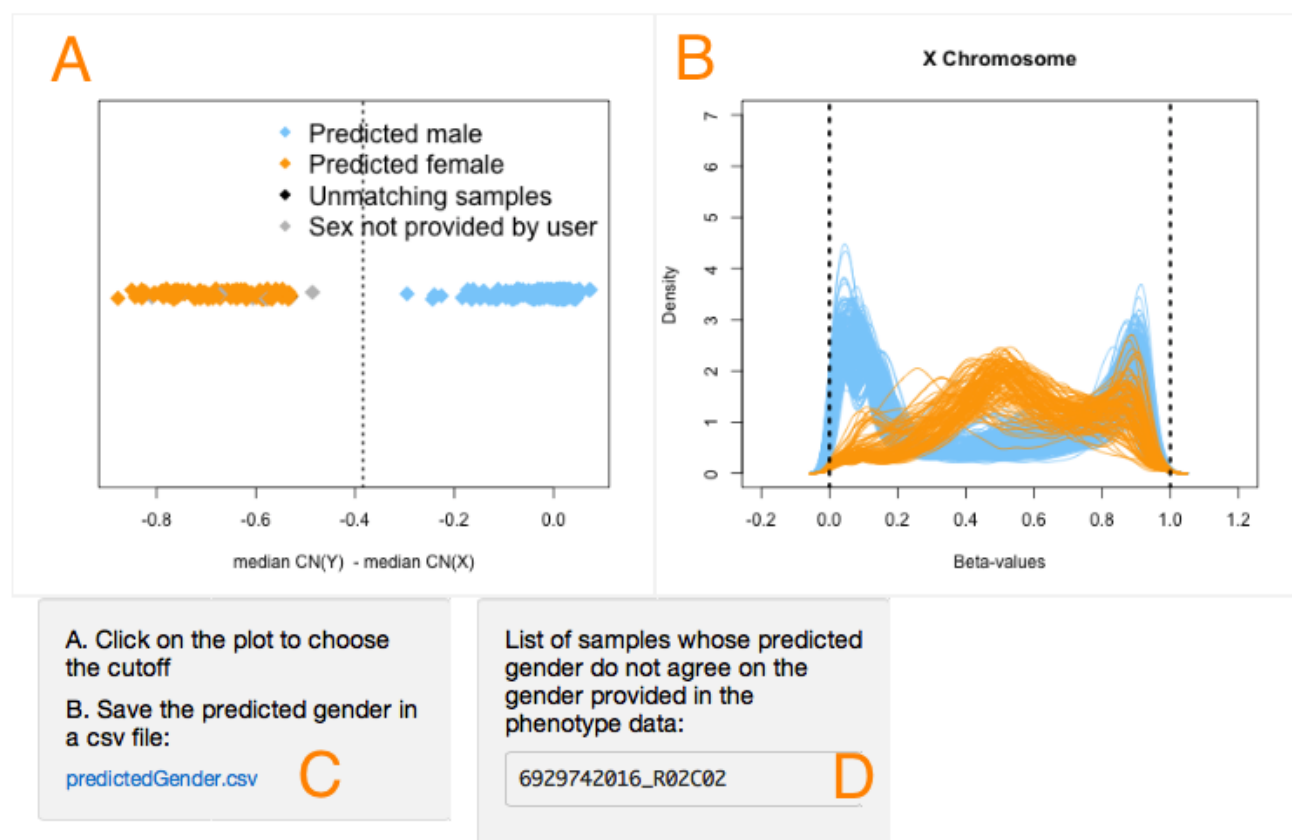 A
Predicted male
Predicted female
Unmatching samples
Sex not provided by user
-0.8 -0.6 -0.4 -0.2 0.0
median CN(Y) - median CN(X)
B
X Chromosome
Density
7
6
5
4
3
2
1
0
-0.2 0.0 0.2 0.4 0.6 0.8 1.0 1.2
Beta-values
A. Click on the plot to choose
the cutoff
B. Save the predicted gender in
a csv file:
predictedGender.csv
C
List of samples whose predicted
gender do not agree on the
gender provided in the
phenotype data:
6929742016_R02C02
D